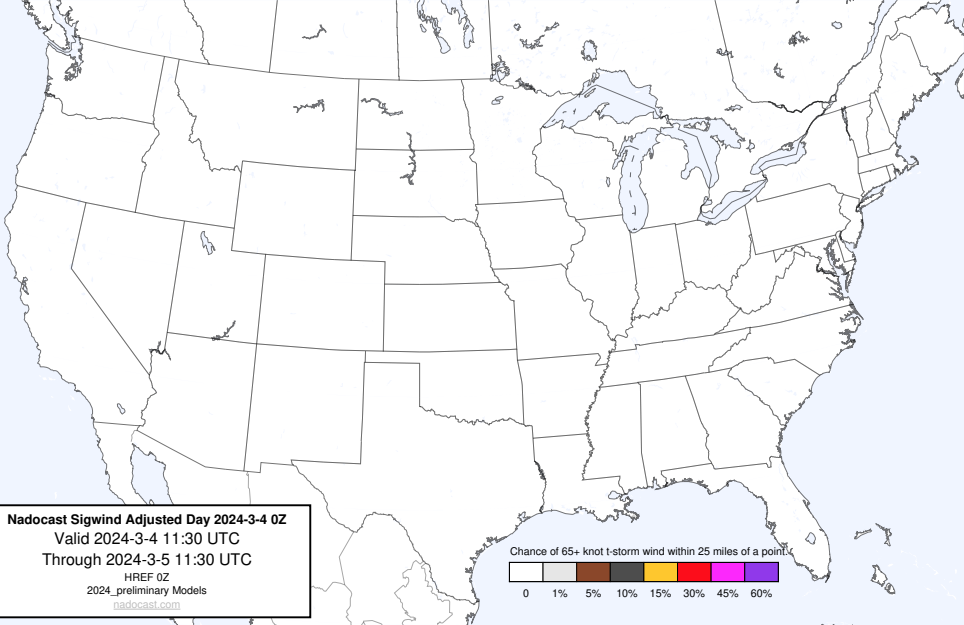 Nadocast Sigwind Adjusted Day 2024-3-4 0Z
Valid 2024-3-4 11:30 UTC
Through 2024-3-5 11:30 UTC
HREF 0Z
2024_preliminary Models
nadocast.com
Chance of 65+ knot t-storm wind within 25 miles of a point.
0 1% 5% 10% 15% 30% 45% 60%